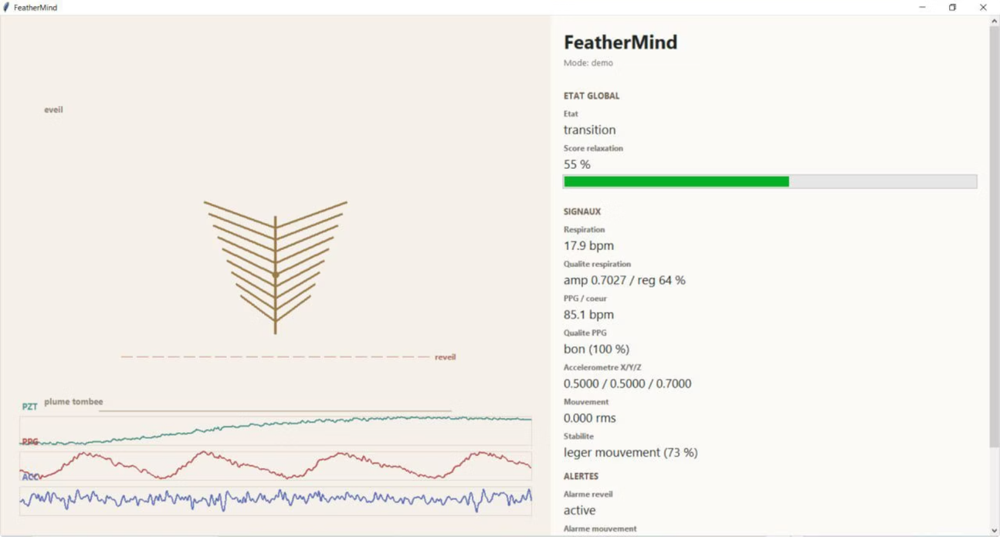 FeatherMind
eveil
reveil
plume tombee
PZT
PPG
ACC
FeatherMind
Mode: demo
ETAT GLOBAL
Etat
transition
Score relaxation
55 %
SIGNAUX
Respiration
17.9 bpm
Qualite respiration
amp 0.7027 / reg 64 %
PPG / coeur
85.1 bpm
Qualite PPG
bon (100 %)
Accelerometre X/Y/Z
0.5000 / 0.5000 / 0.7000
Mouvement
0.000 rms
Stabilite
leger mouvement (73 %)
ALERTES
Alarme reveil
active
Alarme mouvement